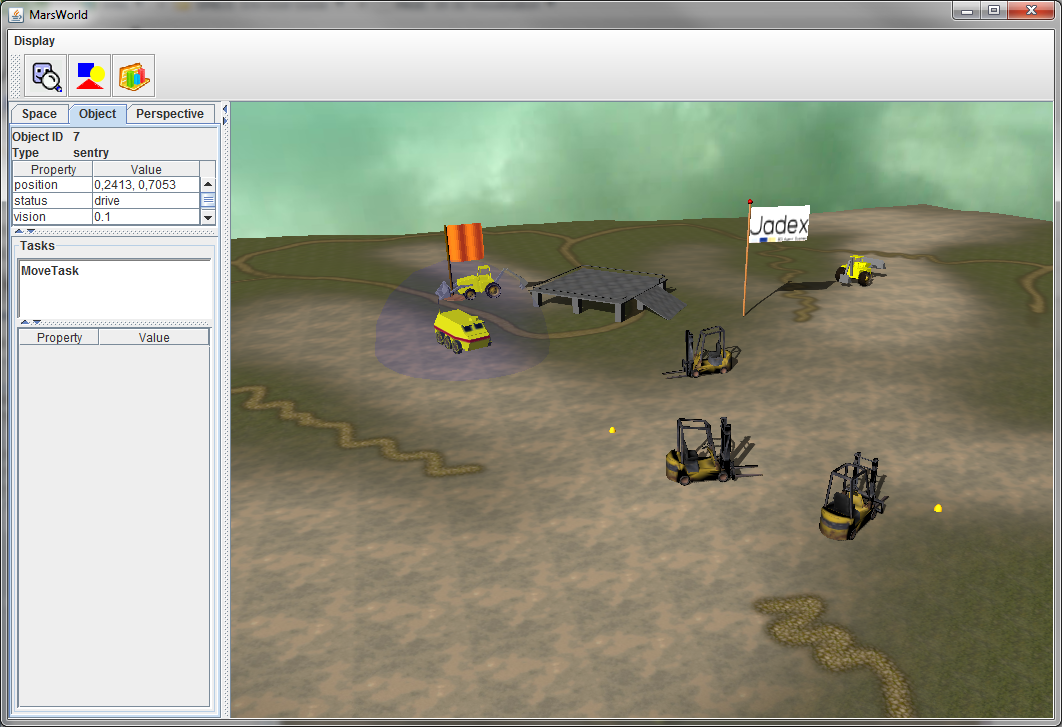 MarsWorld
Display
Space Object Perspective
Object ID 7
Type sentry
Property Value
position 0,2413, 0,7053
status drive
vision 0.1
Tasks
MoveTask
Property Value
Jadex